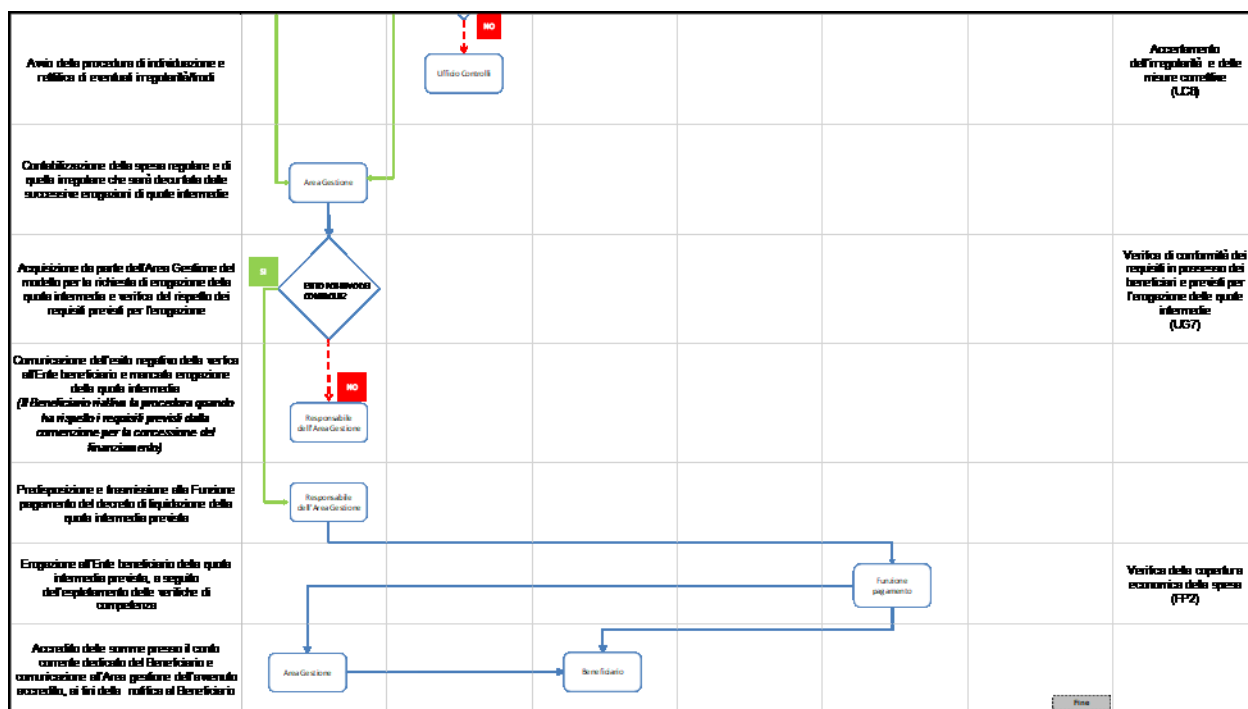 NO
Avvio della procedura di individuazione e
rettifica di eventuali irregolarità/frodi
Ufficio Controlli
Accertamento
dell'irregolarità e delle
misure correttive
(UC8)
Contabilizzazione della spesa regolare e di
quella irregolare che sarà decurtata dalle
successive erogazioni di quote intermedie
Area Gestione
Acquisizione da parte dell'Area Gestione del
modello per la richiesta di erogazione della
quota intermedia e verifica del rispetto dei
requisiti previsti per l'erogazione
SI
ESITO POSITIVO DEI
CONTROLLI?
Verifica di conformità dei
requisiti in possesso dei
beneficiari e previsti per
l'erogazione delle quote
intermedie
(UG7)
Comunicazione dell'esito negativo della verifica
all'Ente beneficiario e mancata erogazione
della quota intermedia
(Il Beneficiario riattiva la procedura quando
ha rispetto i requisiti previsti dalla
convenzione per la concessione del
finanziamento)
NO
Responsabile
dell'Area Gestione
Predisposizione e trasmissione alla Funzione
pagamento del decreto di liquidazione della
quota intermedia prevista
Responsabile
dell'Area Gestione
Erogazione all'Ente beneficiario della quota
intermedia prevista, a seguito
dell'espletamento delle verifiche di
competenza
Funzione
pagamento
Verifica della copertura
economica della spesa
(FP2)
Accredito delle somme presso il conto
corrente dedicato del Beneficiario e
comunicazione all'Area gestione dell'avvenuto
accredito, ai fini della notifica al Beneficiario
Area Gestione
Beneficiario
Fine